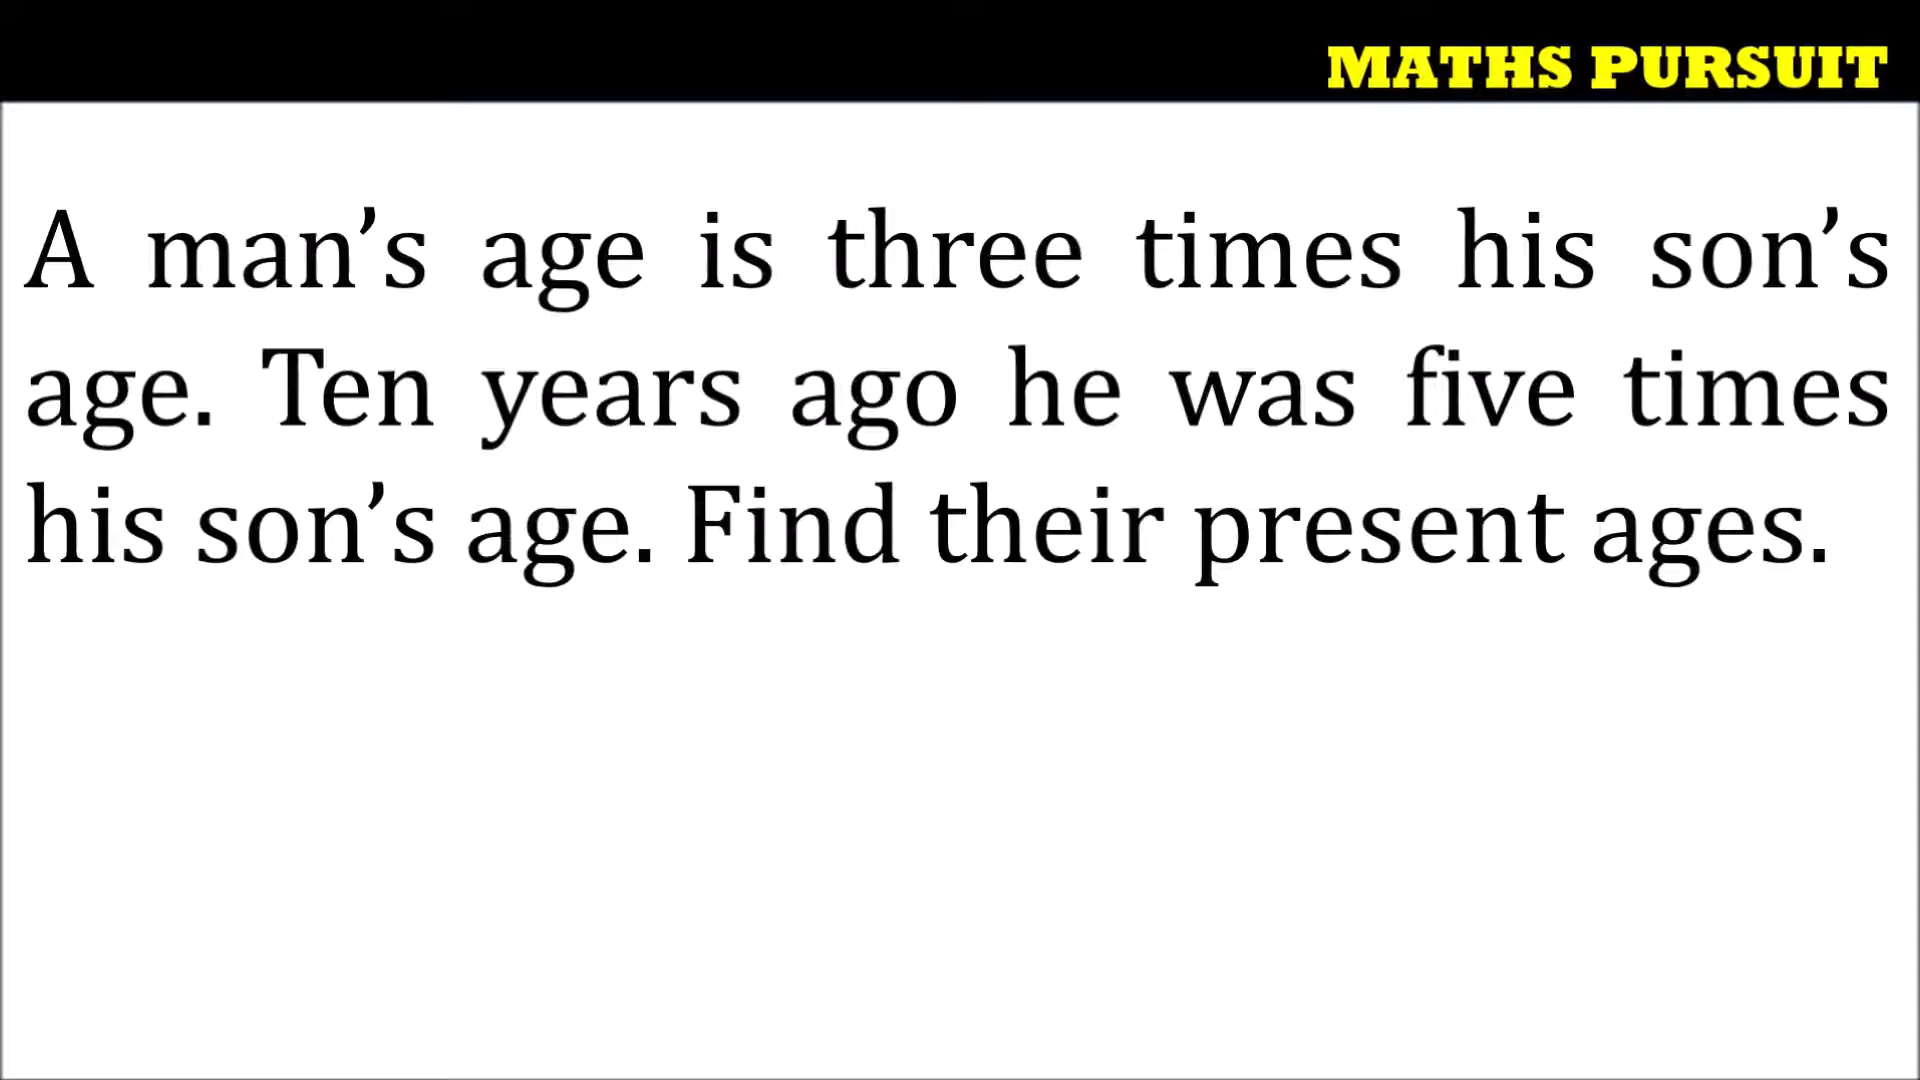 MATHS PURSUIT
A man’s age is three times his son’s
age. Ten years ago he was five times
his son’s age. Find their present ages.